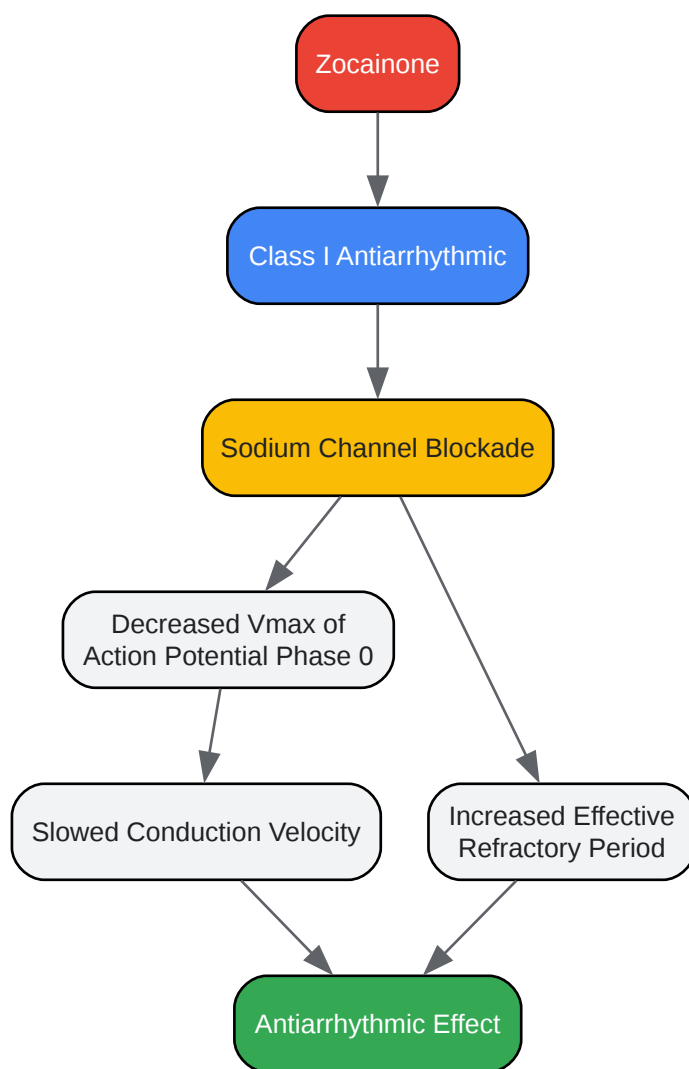 Zocainone
Class I Antiarrhythmic
Sodium Channel Blockade
Decreased Vmax of
Action Potential Phase 0
Slowed Conduction Velocity
Increased Effective
Refractory Period
Antiarrhythmic Effect